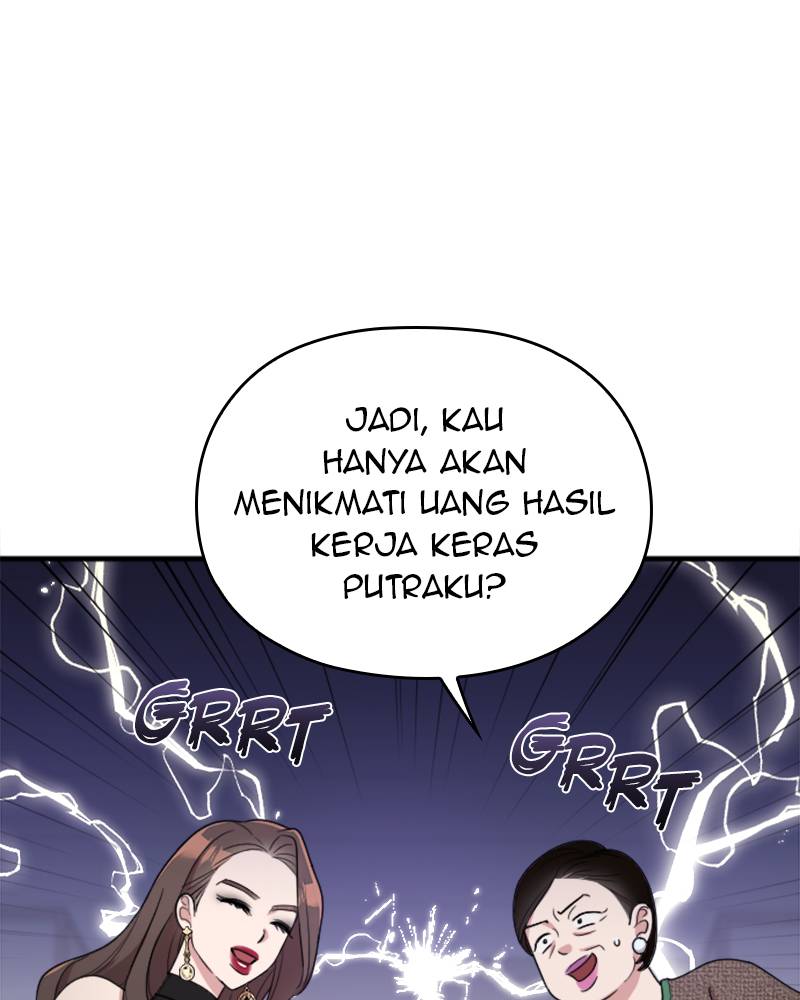 JADI, KAU
HANYA AKAN
MENIKMATI UANG HASIL
KERJA KERAS
PUTRAKU?
GRRT
GRRT